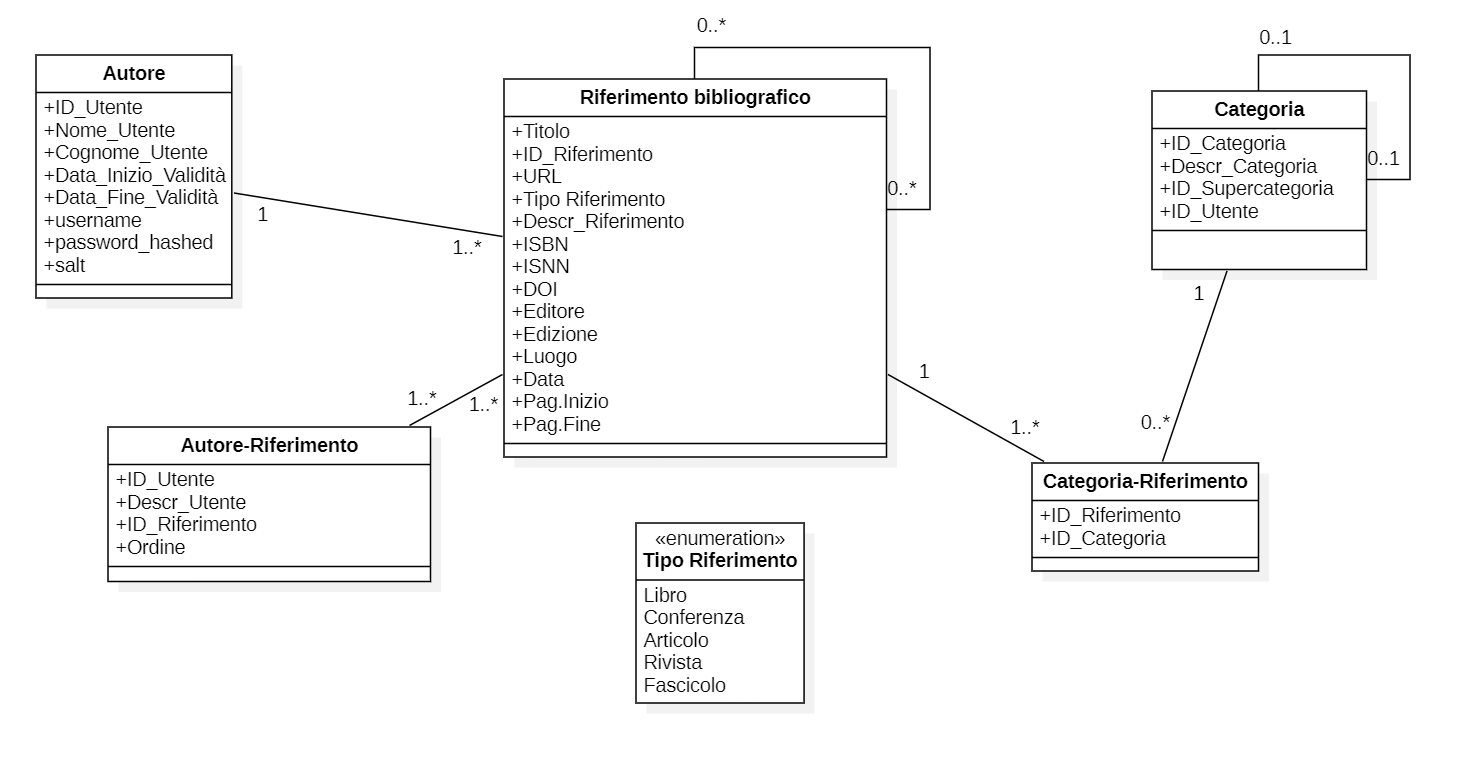 Autore
+ID_Utente
+Nome_Utente
+Cognome_Utente
+Data_Inizio_Validità
+Data_Fine_Validità
+username
+password_hashed
+salt
1
1..*
0..*
0..*
Riferimento bibliografico
+Titolo
+ID_Riferimento
+URL
+Tipo Riferimento
+Descr_Riferimento
+ISBN
+ISNN
+DOI
+Editore
+Edizione
+Luogo
+Data
+Pag.Inizio
+Pag.Fine
0..1
0..1
Categoria
+ID_Categoria
+Descr_Categoria
+ID_Supercategoria
+ID_Utente
1
0..*
1
1..*
1..*
1..*
Autore-Riferimento
+ID_Utente
+Descr_Utente
+ID_Riferimento
+Ordine
«enumeration»
Tipo Riferimento
Libro
Conferenza
Articolo
Rivista
Fascicolo
Categoria-Riferimento
+ID_Riferimento
+ID_Categoria